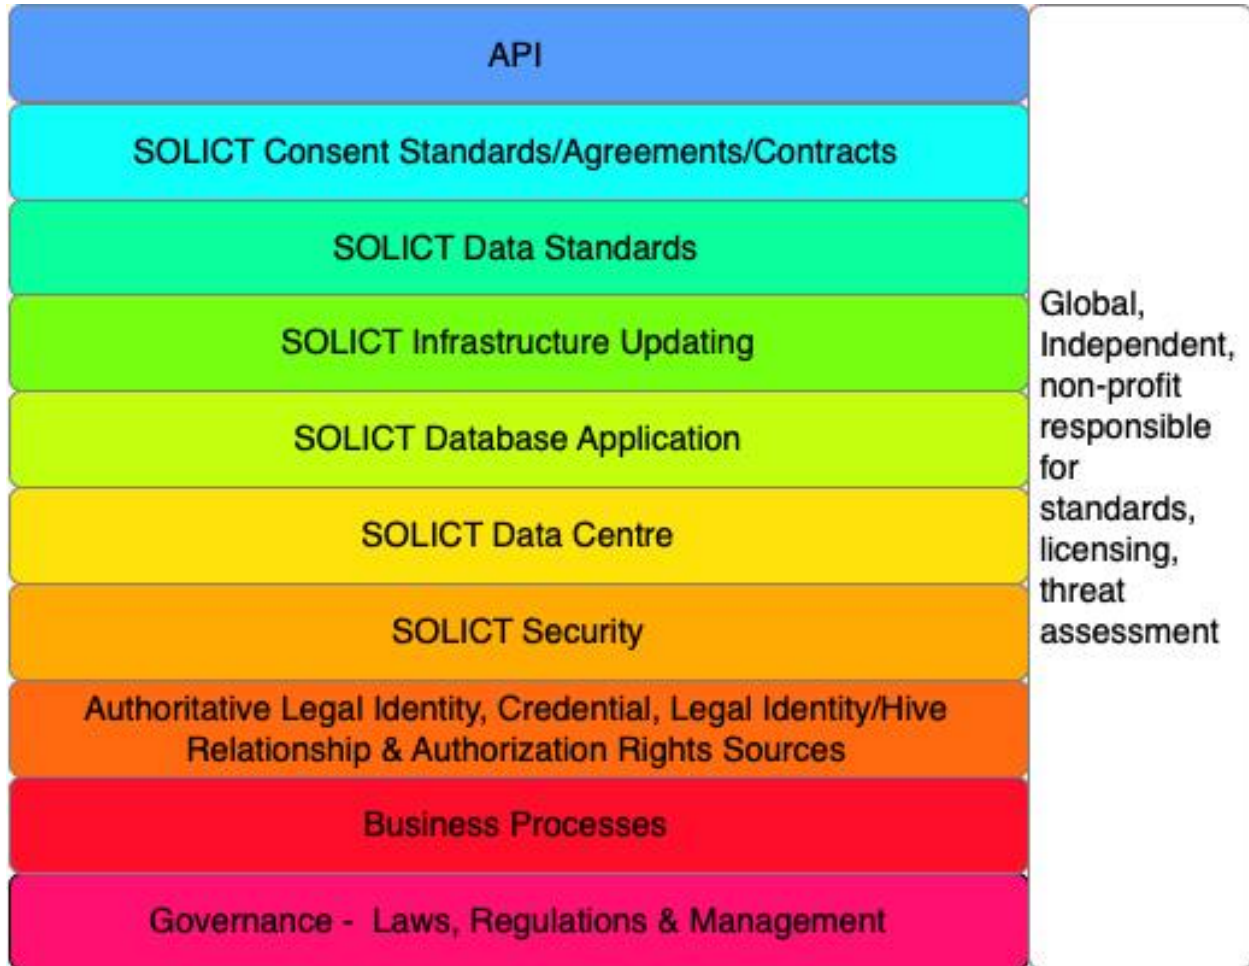 API
SOLICT Consent Standards/Agreements/Contracts
SOLICT Data Standards
SOLICT Infrastructure Updating
SOLICT Database Application
SOLICT Data Centre
SOLICT Security
Authoritative Legal Identity, Credential, Legal Identity/Hive
Relationship & Authorization Rights Sources
Business Processes
Governance -  Laws, Regulations & Management
Global,
Independent,
non-profit
responsible
for
standards,
licensing,
threat
assessment